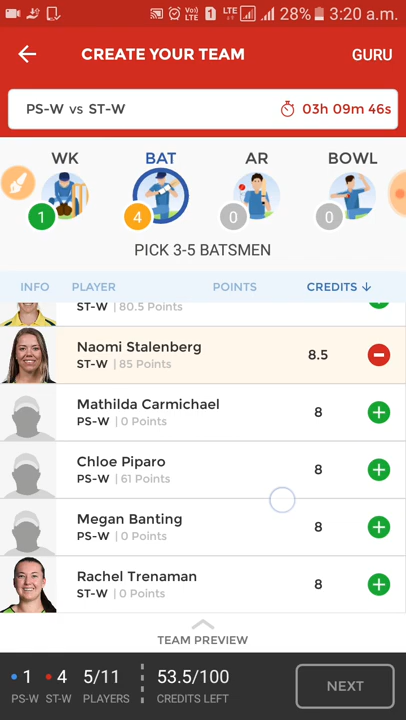 VoI) LTE 1 LTE 28% 3:20 a.m.
CREATE YOUR TEAM GURU
PS-W vs ST-W 03h 09m 46s
WK BAT AR BOWL
1 4 0 0
PICK 3-5 BATSMEN
INFO PLAYER POINTS CREDITS ↓
ST-W | 80.5 Points
Naomi Stalenberg 8.5
ST-W | 85 Points
Mathilda Carmichael 8
PS-W | 0 Points
Chloe Piparo 8
PS-W | 61 Points
Megan Banting 8
PS-W | 0 Points
Rachel Trenaman 8
ST-W | 0 Points
TEAM PREVIEW
1 4 5/11 53.5/100 NEXT
PS-W ST-W PLAYERS CREDITS LEFT